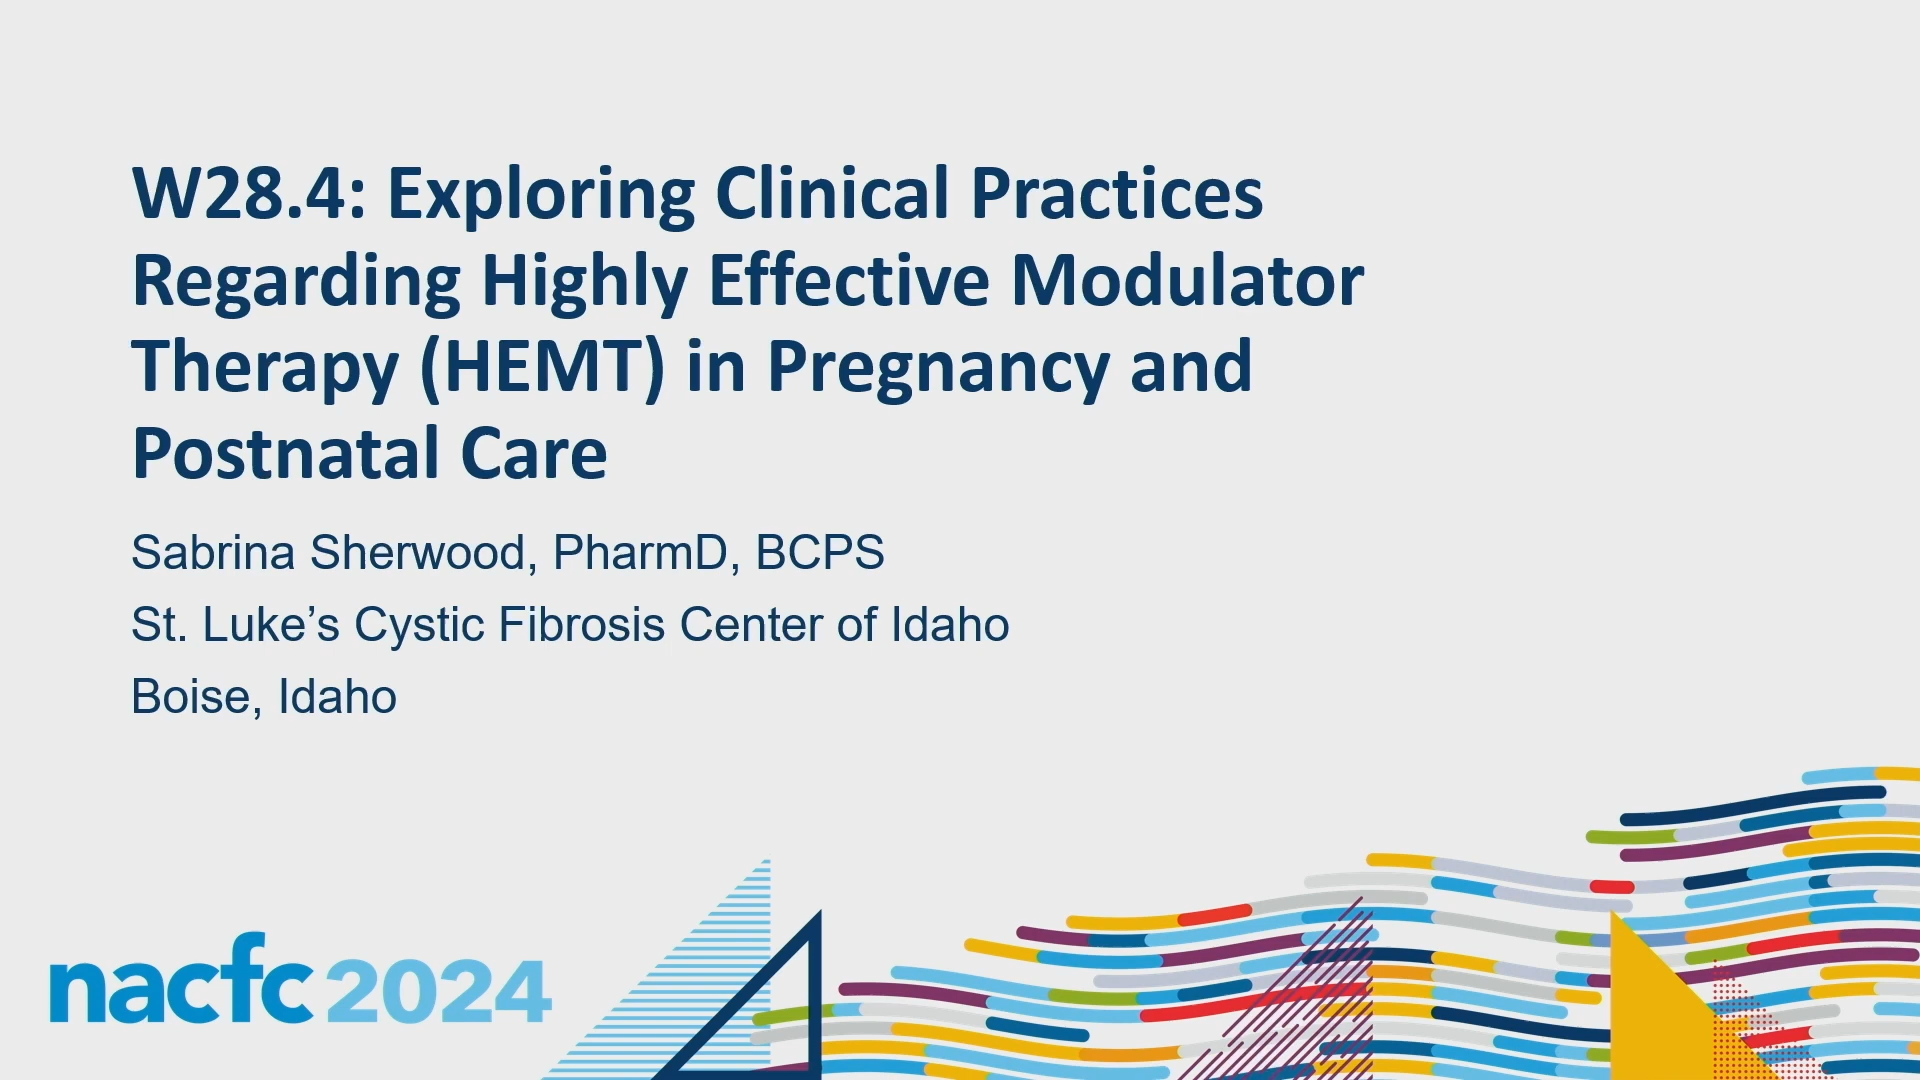 W28.4: Exploring Clinical Practices
Regarding Highly Effective Modulator
Therapy (HEMT) in Pregnancy and
Postnatal Care
Sabrina Sherwood, PharmD, BCPS
St. Luke’s Cystic Fibrosis Center of Idaho
Boise, Idaho
nacfc 2024